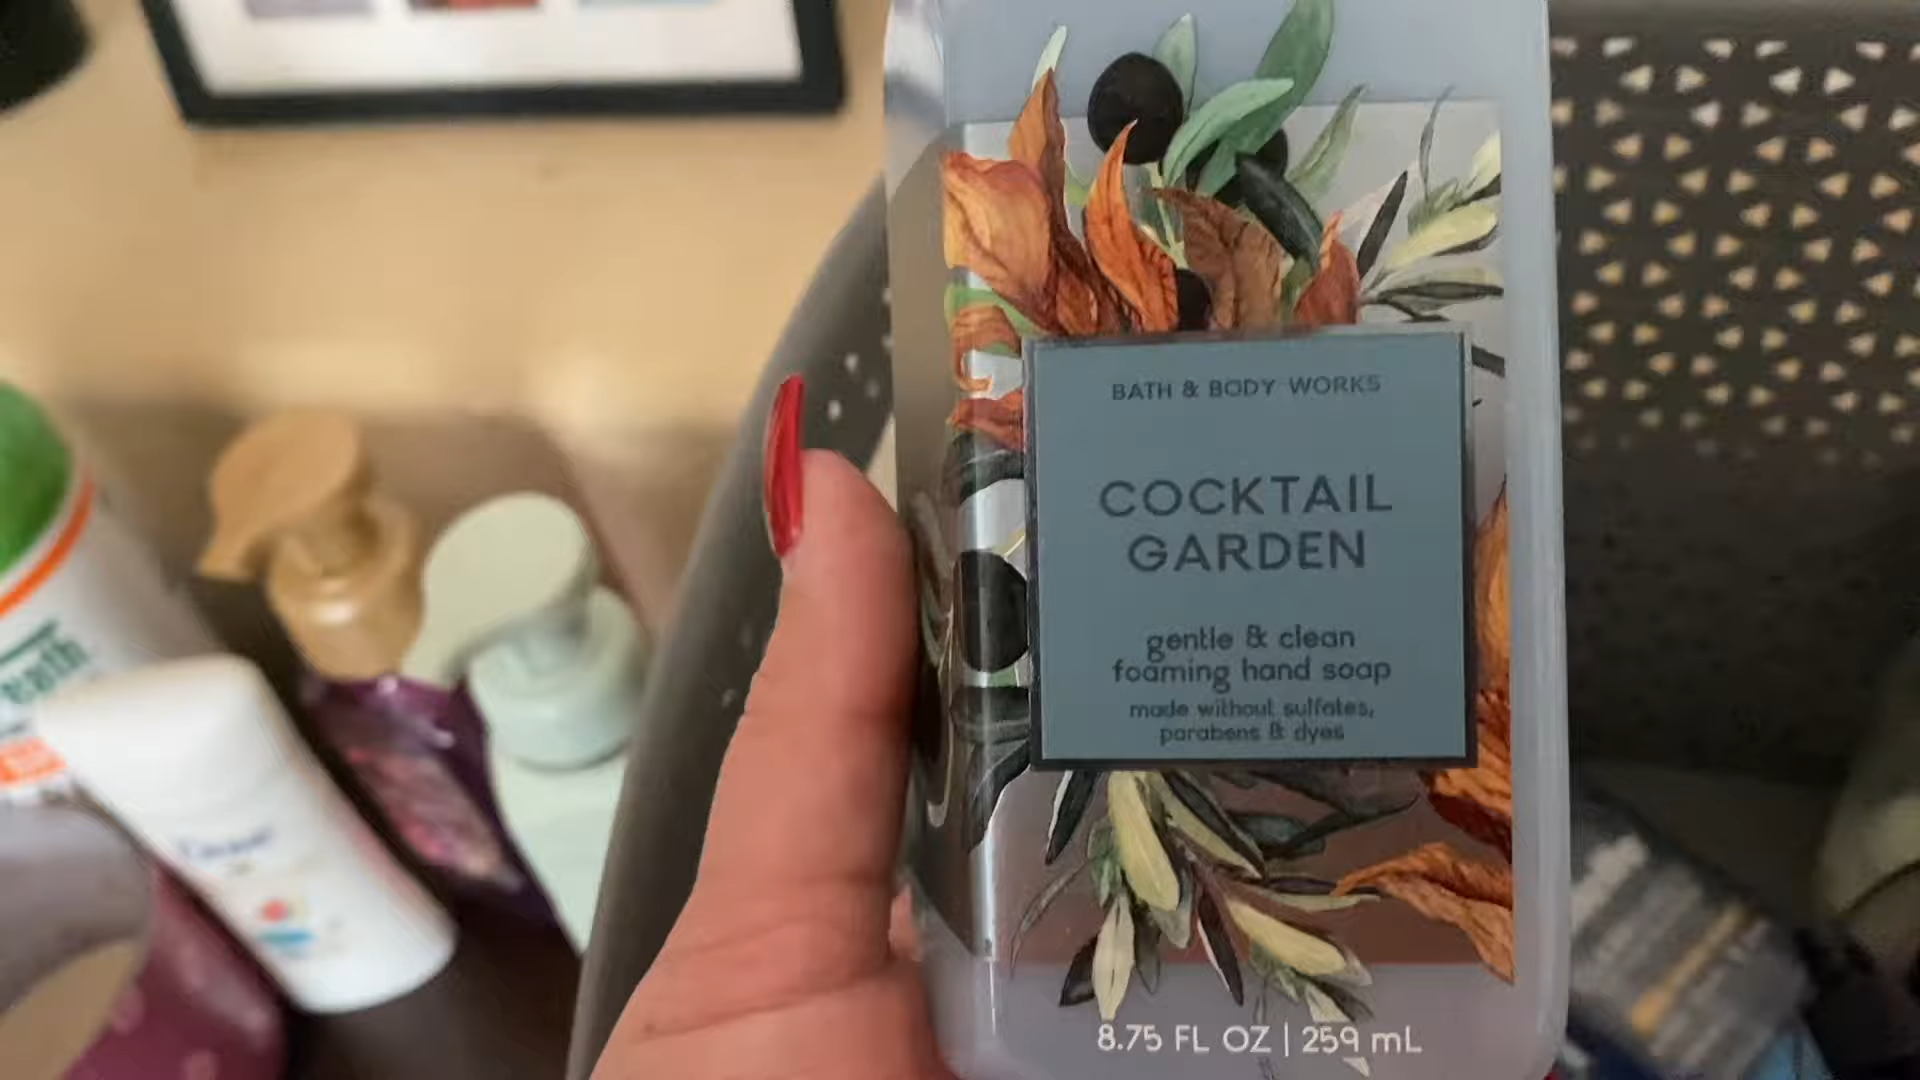 BATH & BODY WORKS
COCKTAIL
GARDEN
gentle & clean
foaming hand soap
made without sulfates,
parabens & dyes
8.75 FL OZ | 259 mL